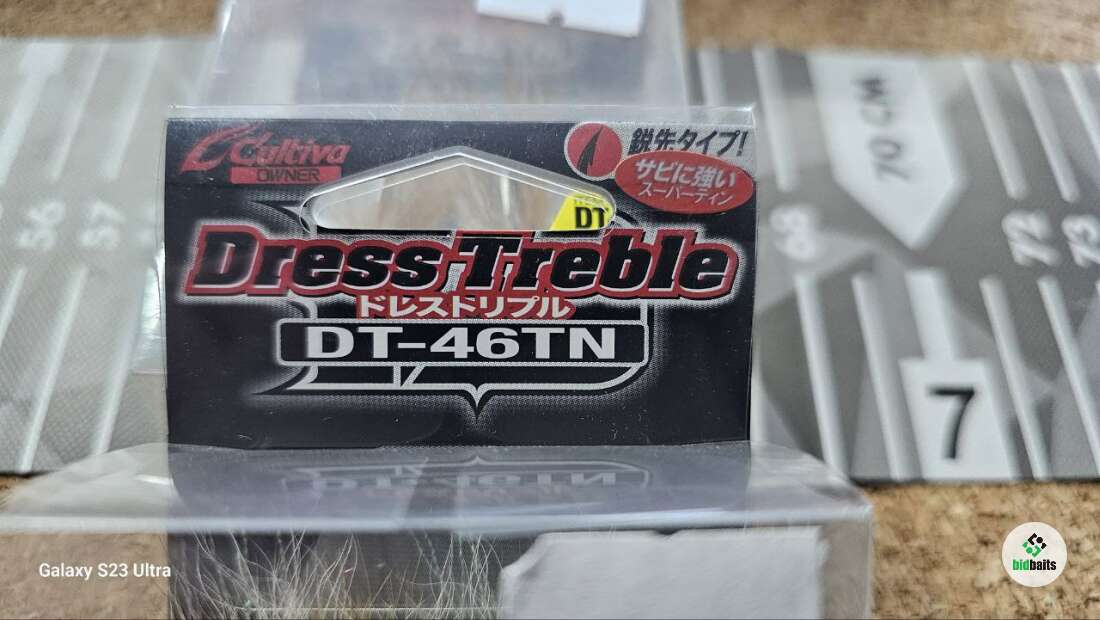 Cultiva
OWNER
鋭先タイプ!
サビに強い
スーパーティン
DT
Dress Treble
ドレストリプル
DT-46TN
56
57
68
70 CM
72
73
7
Galaxy S23 Ultra
bidbaits